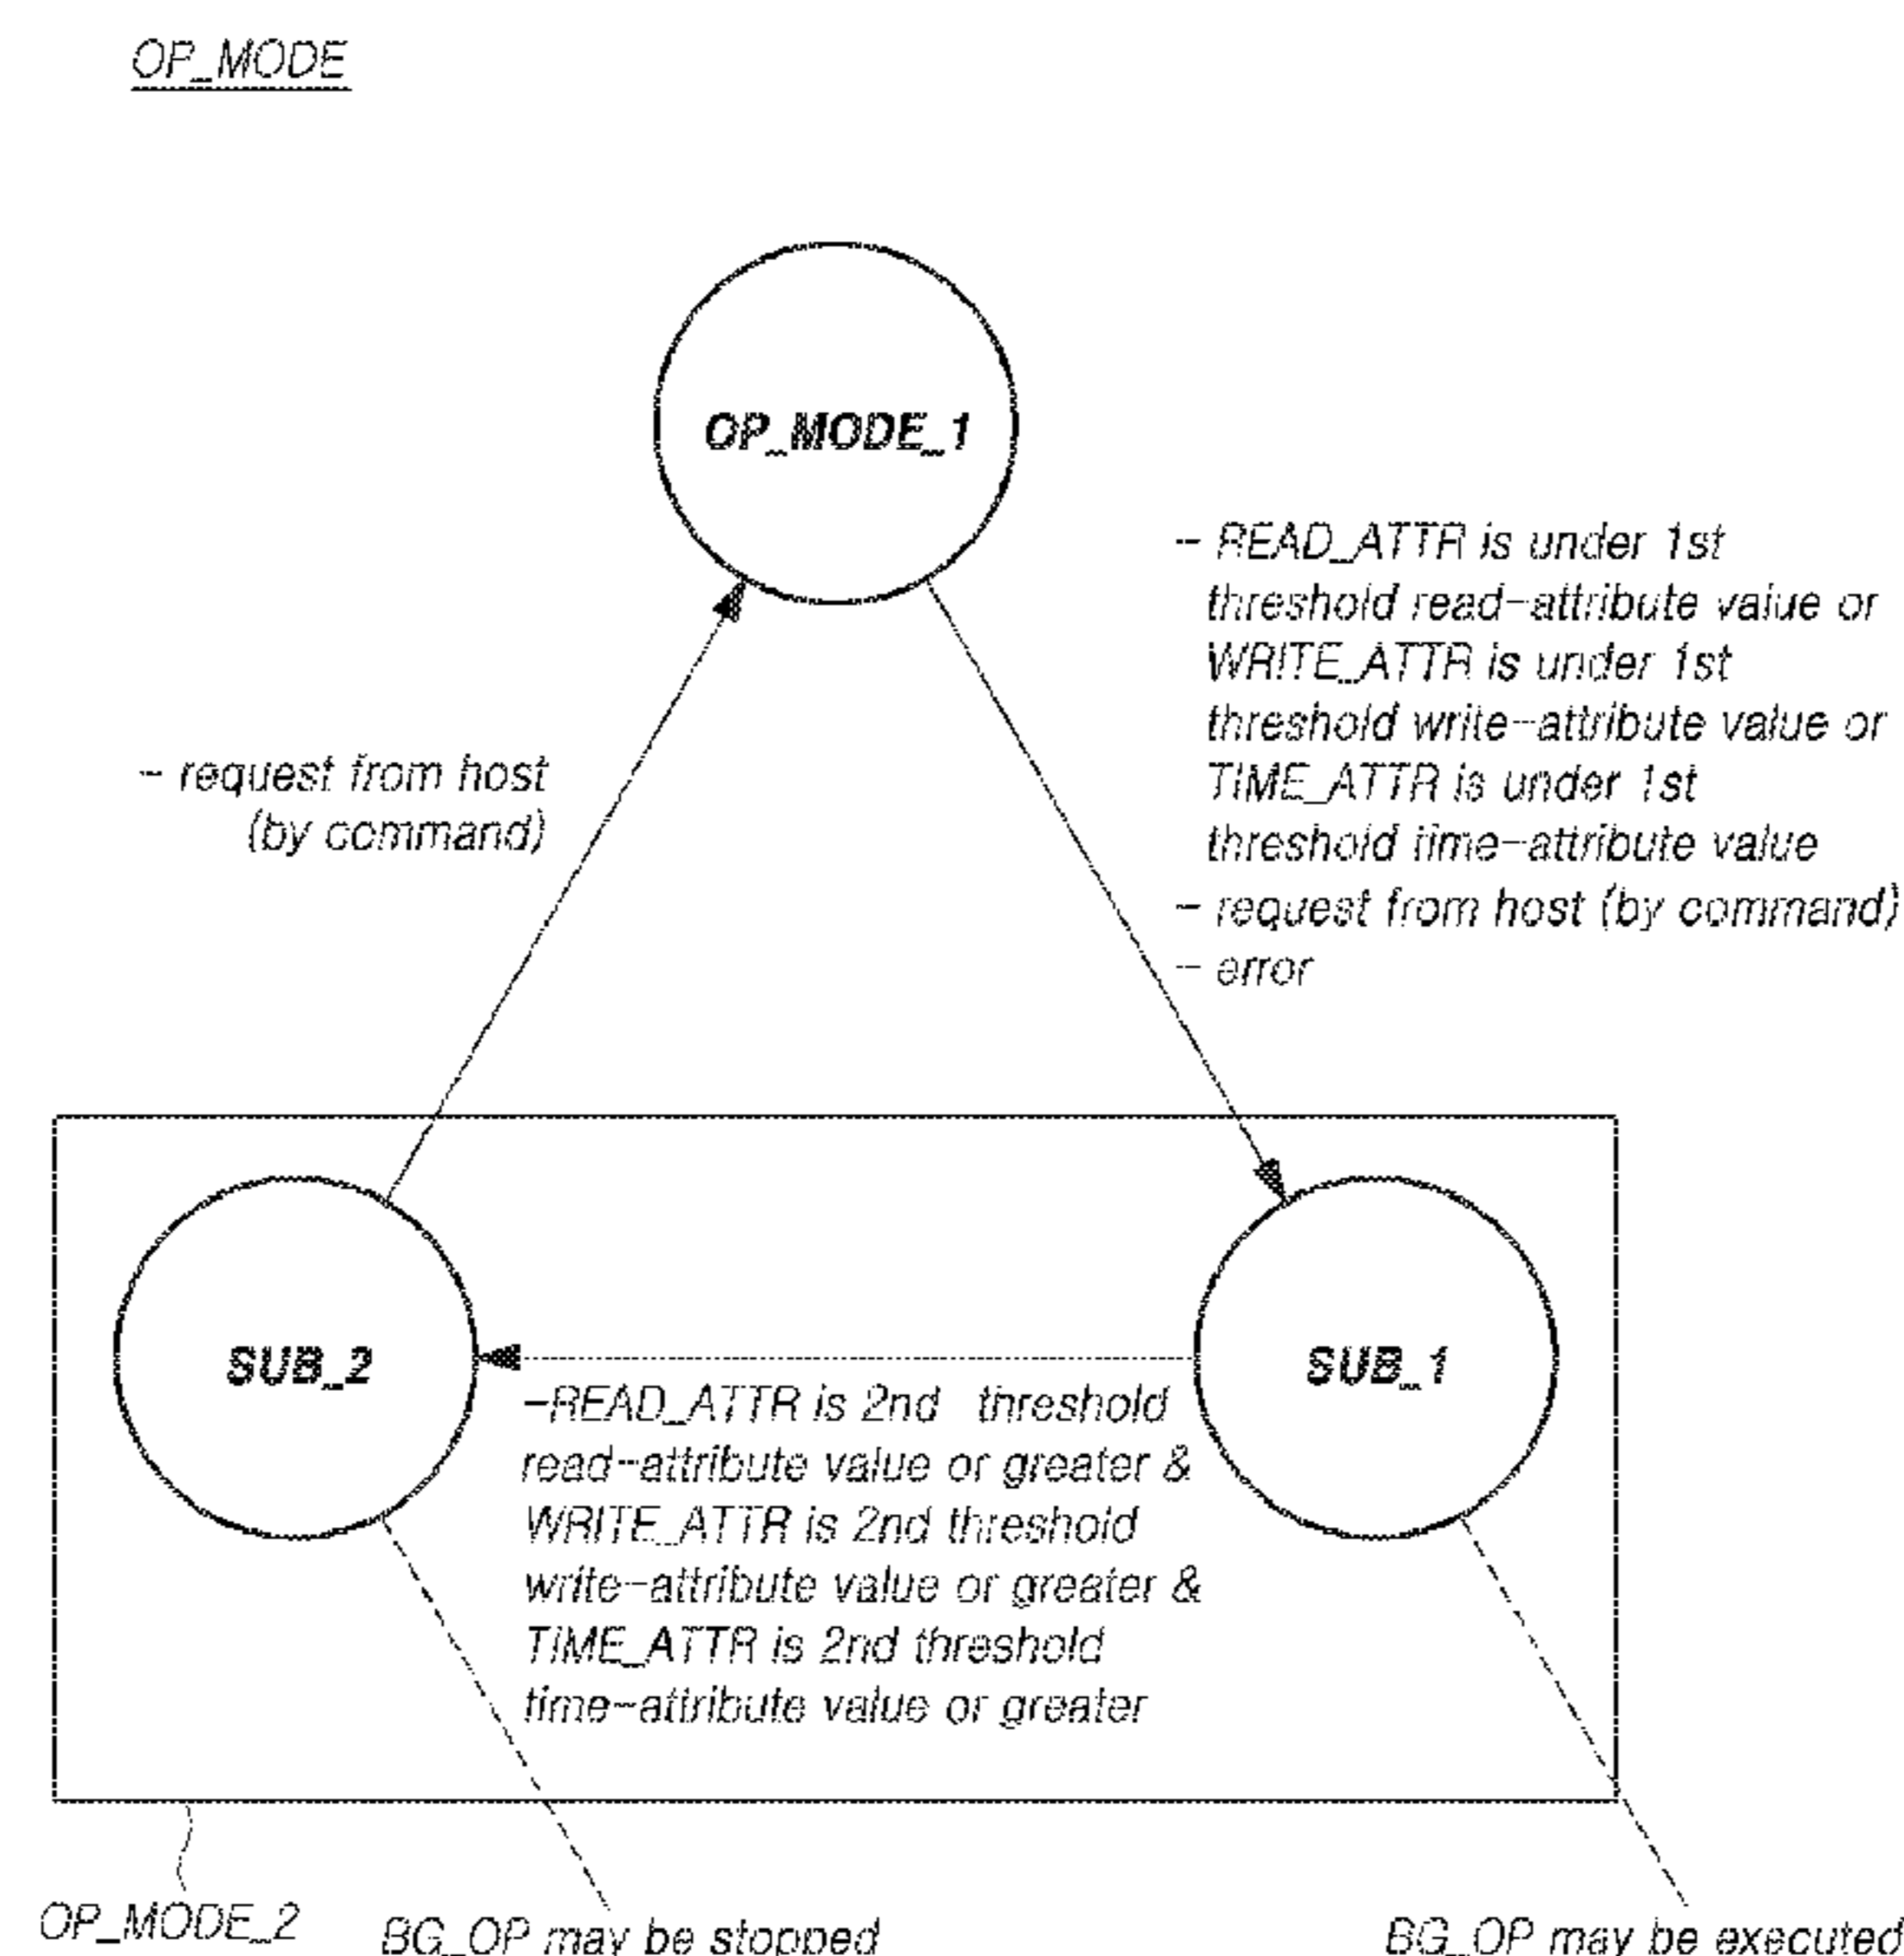 OP_MODE
OP_MODE_1
- READ_ATTR is under 1st
threshold read-attribute value or
WRITE_ATTR is under 1st
threshold write-attribute value or
TIME_ATTR is under 1st
threshold time-attribute value
- request from host (by command)
- error
- request from host
(by command)
SUB_2
SUB_1
-READ_ATTR is 2nd threshold
read-attribute value or greater &
WRITE_ATTR is 2nd threshold
write-attribute value or greater &
TIME_ATTR is 2nd threshold
time-attribute value or greater
OP_MODE_2
BG_OP may be stopped
BG_OP may be executed